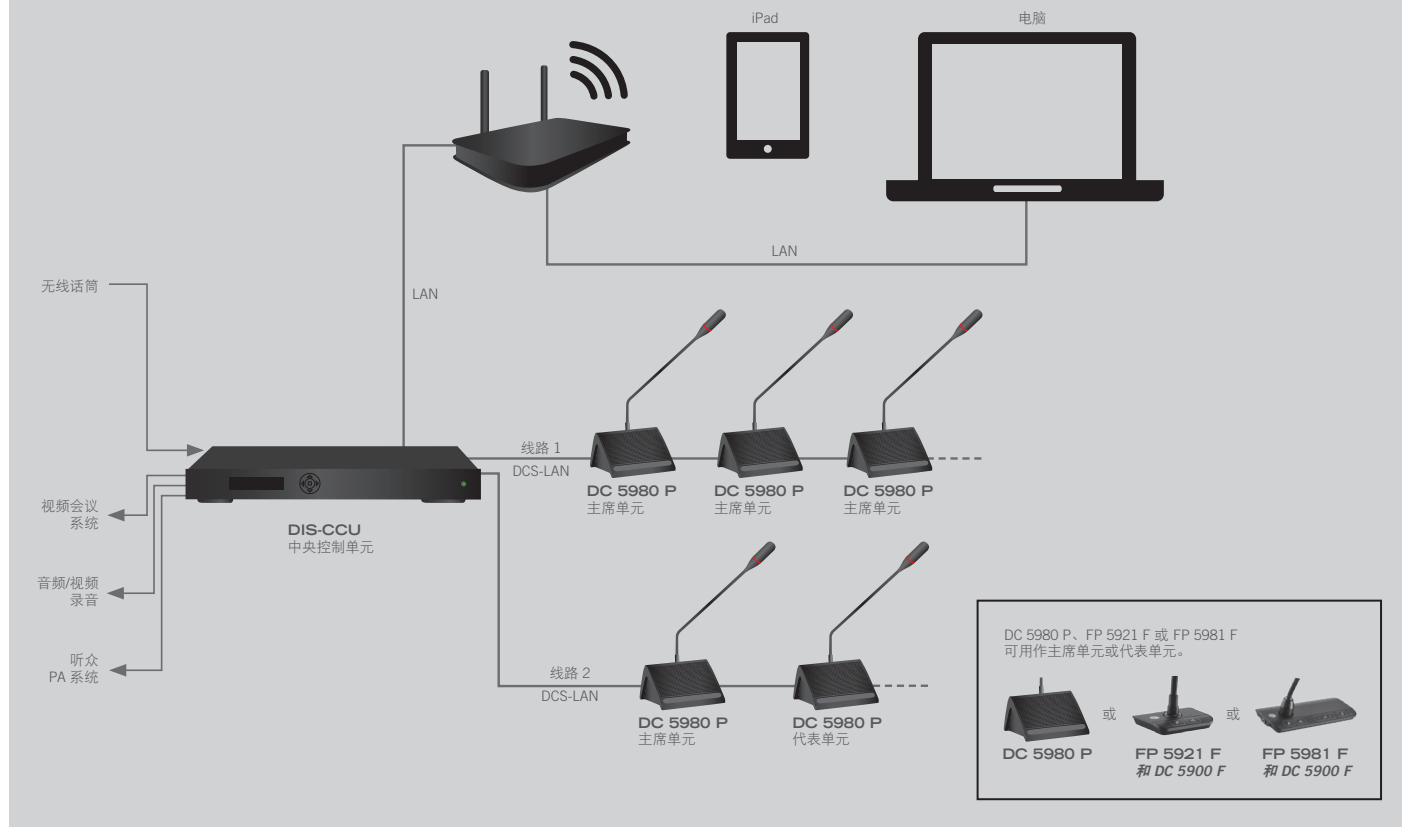 iPad
电脑
LAN
无线话筒
LAN
线路 1
DCS-LAN
DC 5980 P
主席单元
DC 5980 P
主席单元
DC 5980 P
主席单元
视频会议
系统
DIS-CCU
中央控制单元
音频/视频
录音
听众
PA 系统
线路 2
DCS-LAN
DC 5980 P
主席单元
DC 5980 P
代表单元
DC 5980 P、FP 5921 F 或 FP 5981 F
可用作主席单元或代表单元。
或
或
DC 5980 P
FP 5921 F
和 DC 5900 F
FP 5981 F
和 DC 5900 F